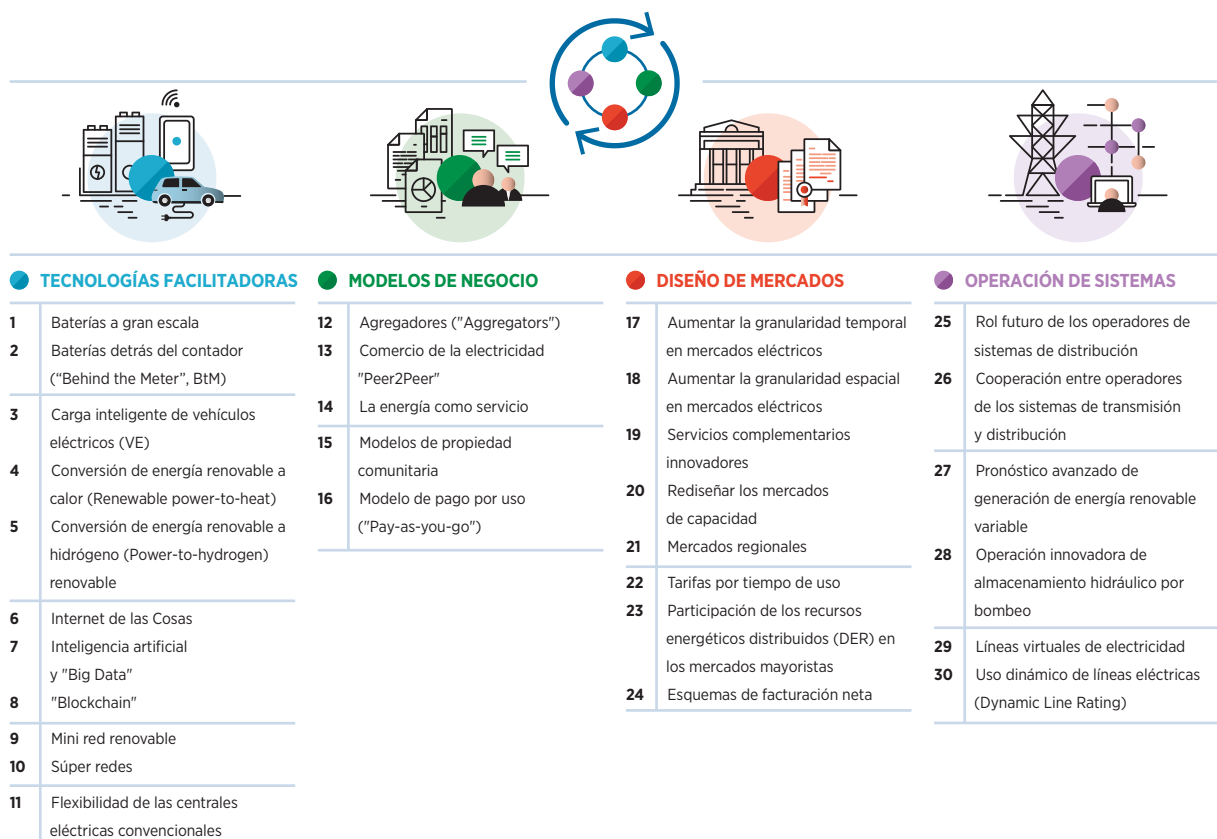 TECNOLOGÍAS FACILITADORAS
1 Baterías a gran escala
2 Baterías detrás del contador
(“Behind the Meter”, BtM)
3 Carga inteligente de vehículos
eléctricos (VE)
4 Conversión de energía renovable a
calor (Renewable power-to-heat)
5 Conversión de energía renovable a
hidrógeno (Power-to-hydrogen)
renovable
6 Internet de las Cosas
7 Inteligencia artificial
y "Big Data"
8 "Blockchain"
9 Mini red renovable
10 Súper redes
11 Flexibilidad de las centrales
eléctricas convencionales
MODELOS DE NEGOCIO
12 Agregadores ("Aggregators")
13 Comercio de la electricidad
"Peer2Peer"
14 La energía como servicio
15 Modelos de propiedad
comunitaria
16 Modelo de pago por uso
("Pay-as-you-go")
DISEÑO DE MERCADOS
17 Aumentar la granularidad temporal
en mercados eléctricos
18 Aumentar la granularidad espacial
en mercados eléctricos
19 Servicios complementarios
innovadores
20 Rediseñar los mercados
de capacidad
21 Mercados regionales
22 Tarifas por tiempo de uso
23 Participación de los recursos
energéticos distribuidos (DER) en
los mercados mayoristas
24 Esquemas de facturación neta
OPERACIÓN DE SISTEMAS
25 Rol futuro de los operadores de
sistemas de distribución
26 Cooperación entre operadores
de los sistemas de transmisión
y distribución
27 Pronóstico avanzado de
generación de energía renovable
variable
28 Operación innovadora de
almacenamiento hidráulico por
bombeo
29 Líneas virtuales de electricidad
30 Uso dinámico de líneas eléctricas
(Dynamic Line Rating)